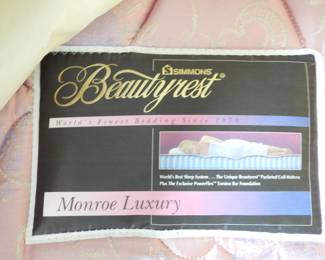 SIMMONS®
Beautyrest®
World's Finest Bedding Since 1870
World's Best Sleep System . . . The Unique Beautyrest® Pocketed Coil® Mattress
Plus The Exclusive Powerflex® Torsion Bar Foundation
Monroe Luxury